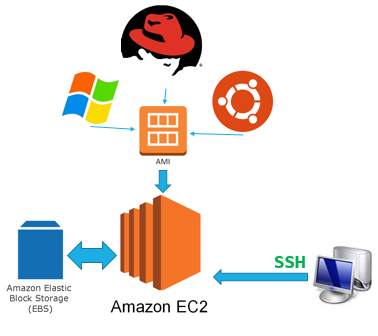 AMI
SSH
Amazon Elastic
Block Storage
(EBS)
Amazon EC2